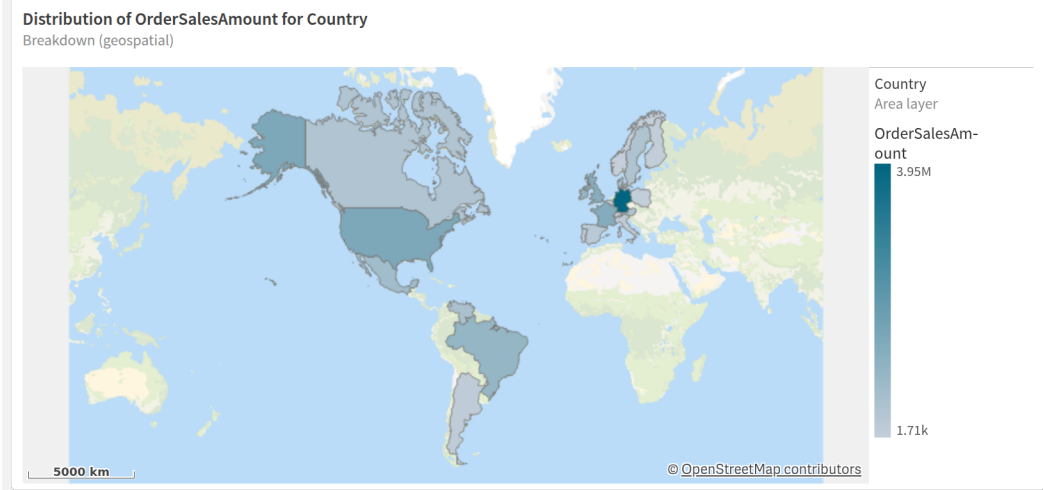 Distribution of OrderSalesAmount for Country
Breakdown (geospatial)
Country
Area layer
OrderSalesAm-
ount
3.95M
1.71k
5000 km
© OpenStreetMap contributors